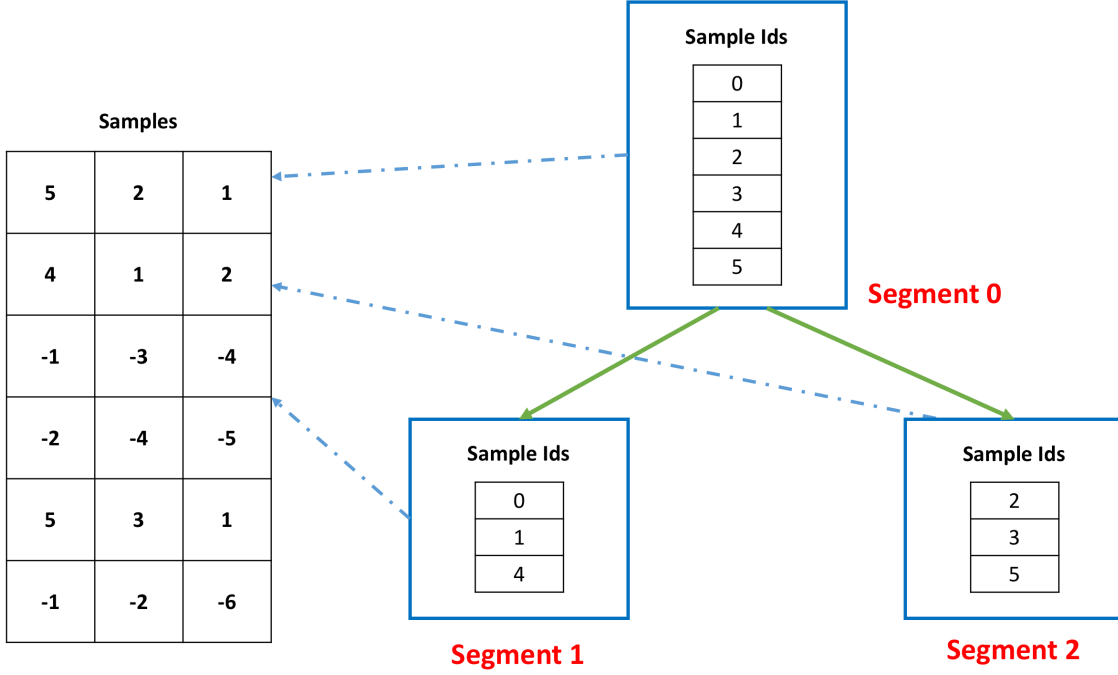 Samples
5 2 1
4 1 2
-1 -3 -4
-2 -4 -5
5 3 1
-1 -2 -6
Sample Ids
0
1
2
3
4
5
Segment 0
Sample Ids
0
1
4
Segment 1
Sample Ids
2
3
5
Segment 2